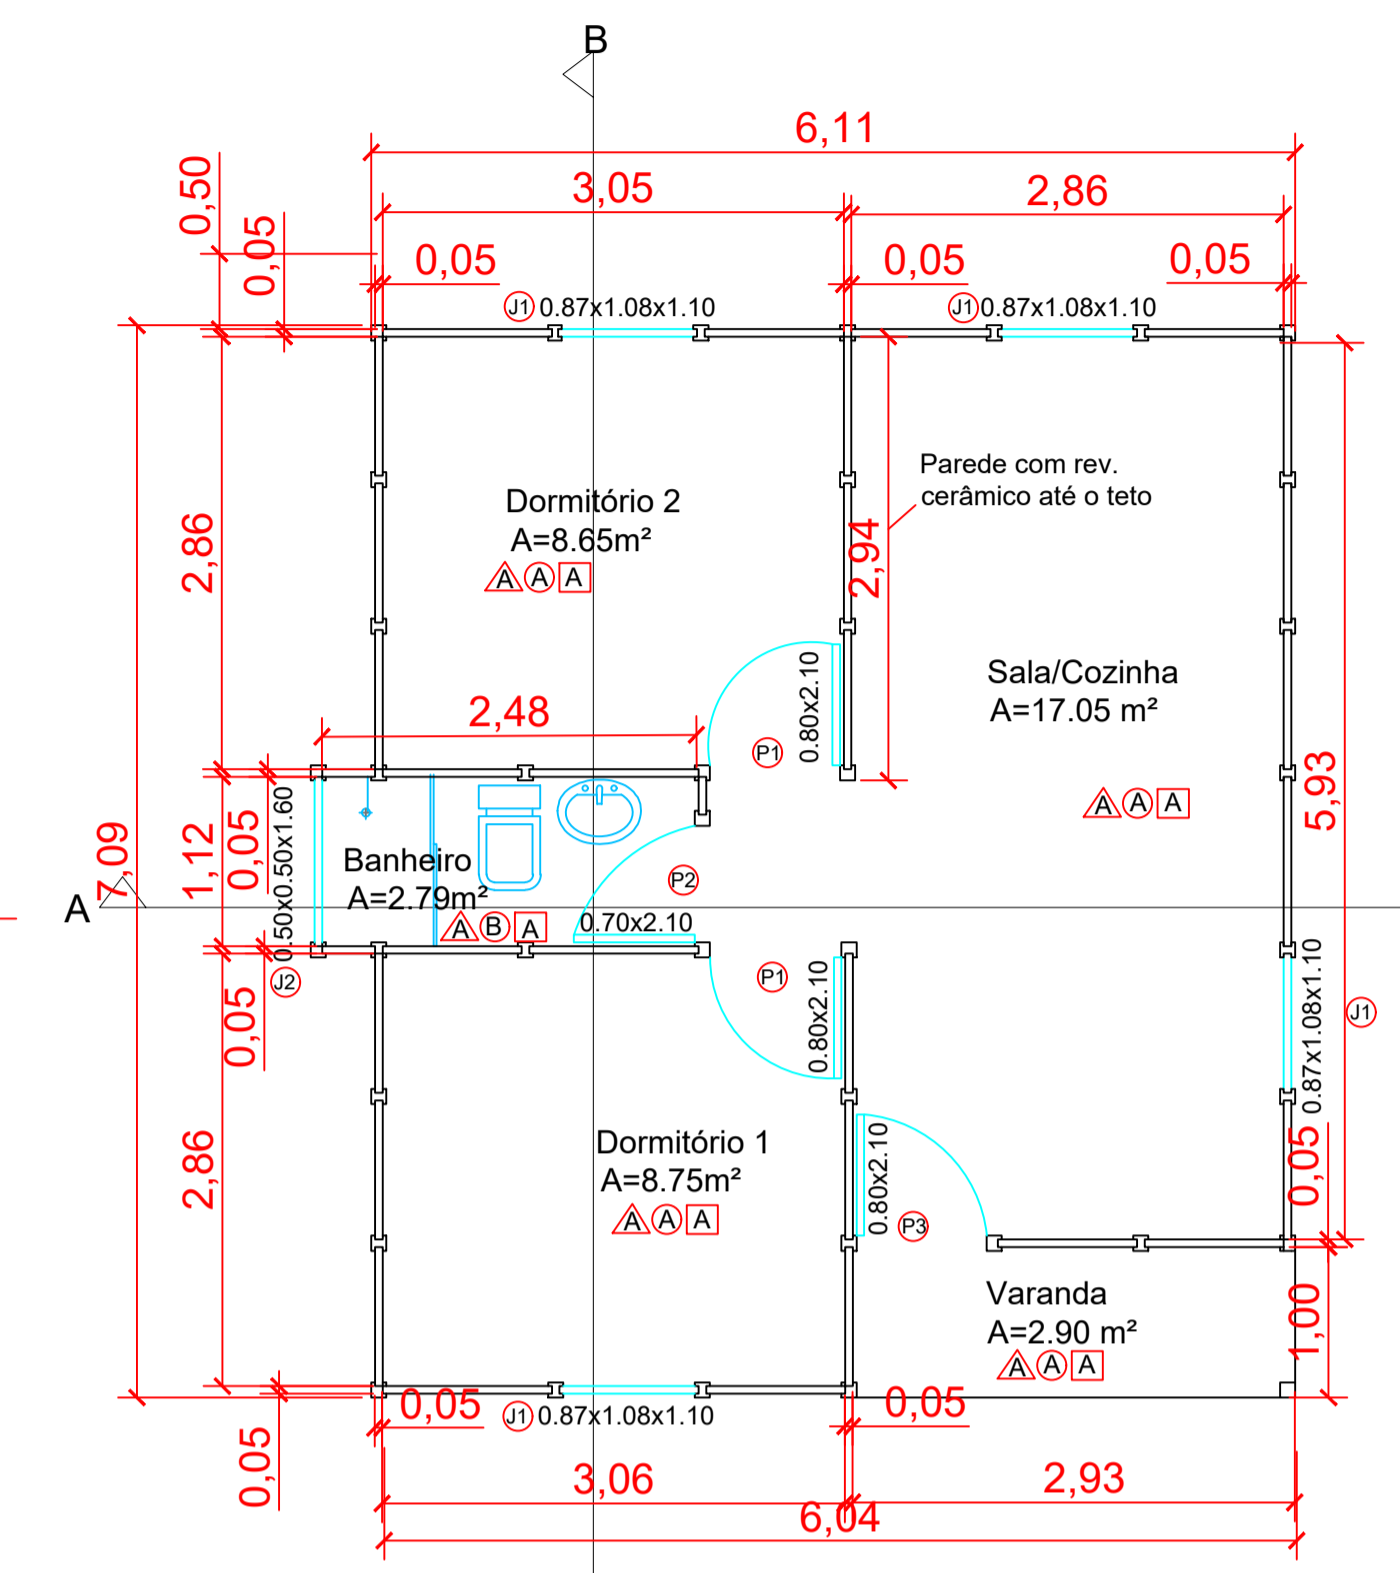 B
6,11
3,05
2,86
0,50
0,05
0,05
0,05
0,05
J1 0.87x1.08x1.10
J1 0.87x1.08x1.10
Parede com rev.
cerâmico até o teto
Dormitório 2
A=8.65m²
A A A
2,86
2,94
0.80x2.10
P1
Sala/Cozinha
A=17.05 m²
A A A
2,48
5,93
7,09
1,12
0,05
0.50x0.50x1.60
Banheiro
A=2.79m²
A B A
P2
0.70x2.10
A
J2
0,05
P1
0.80x2.10
0.87x1.08x1.10
J1
2,86
Dormitório 1
A=8.75m²
A A A
0.80x2.10
P3
0,05
Varanda
A=2.90 m²
A A A
1,00
0,05
J1 0.87x1.08x1.10
0,05
0,05
3,06
2,93
6,04